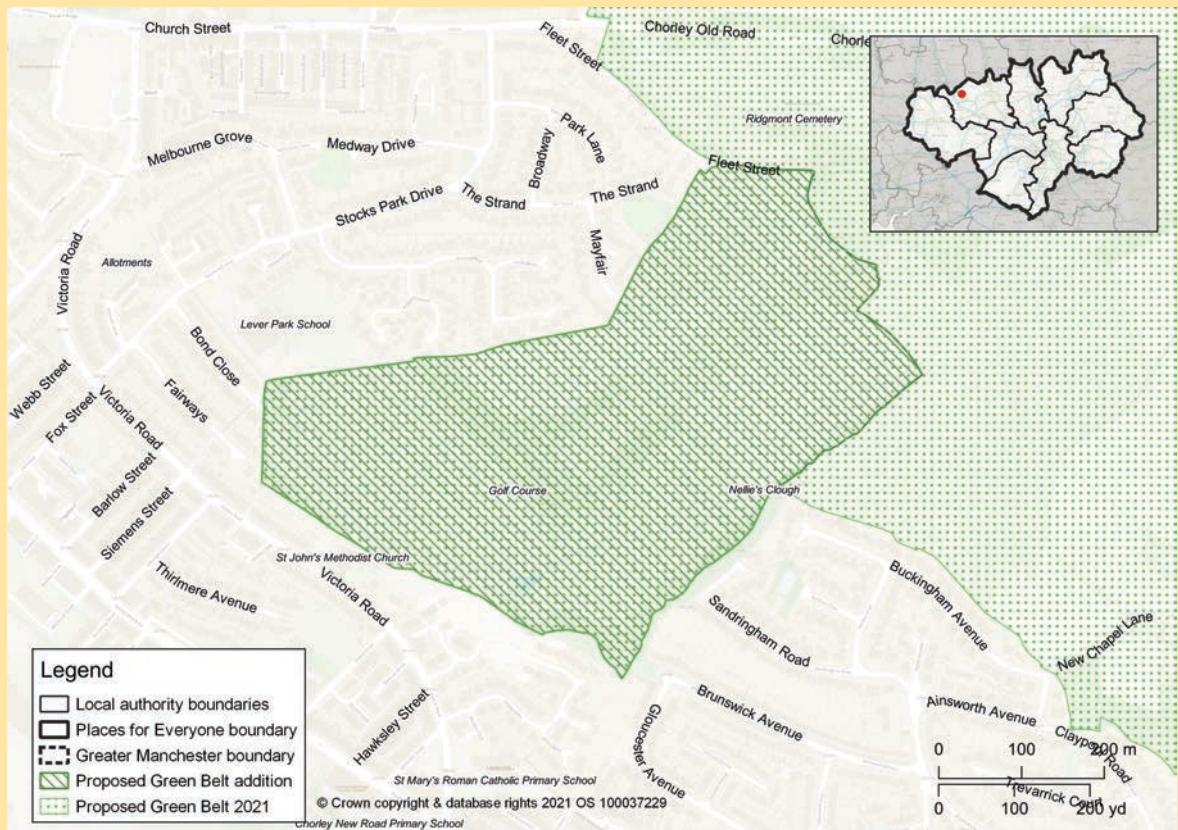 Church Street
Fleet Street
Chorley Old Road
Chorley
Ridgmont Cemetery
Park Lane
Broadway
Medway Drive
Melbourne Grove
Fleet Street
The Strand
The Strand
Stocks Park Drive
Mayfair
Victoria Road
Allotments
Lever Park School
Bond Close
Webb Street
Fairways
Fox Street
Victoria Road
Barlow Street
Siemens Street
Golf Course
Nellie's Clough
St John's Methodist Church
Thirlmere Avenue
Victoria Road
Buckingham Avenue
Sandringham Road
New Chapel Lane
Hawksley Street
Brunswick Avenue
Ainsworth Avenue
Gloucester Avenue
Claypool Road
Trevarrick Court
St Mary's Roman Catholic Primary School
Chorley New Road Primary School
Legend
Local authority boundaries
Places for Everyone boundary
Greater Manchester boundary
Proposed Green Belt addition
Proposed Green Belt 2021
© Crown copyright & database rights 2021 OS 100037229
0 100 200 m
0 100 200 yd